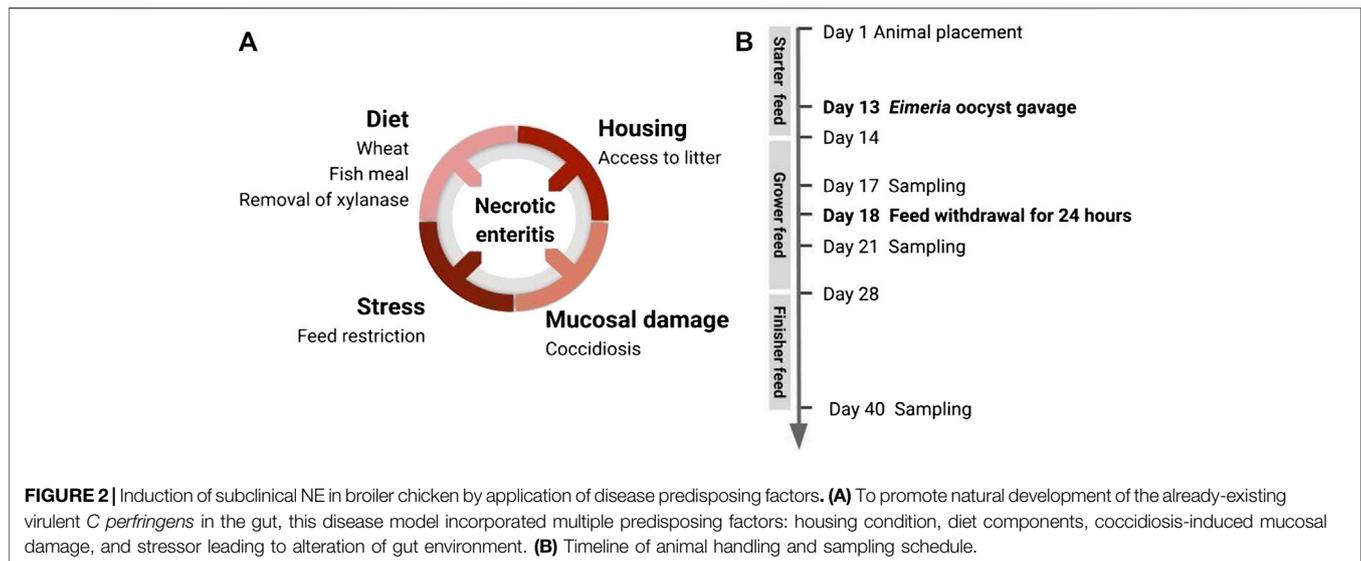 A
Diet
Wheat
Fish meal
Removal of xylanase
Housing
Access to litter
Necrotic
enteritis
Stress
Feed restriction
Mucosal damage
Coccidiosis
B
Starter feed
Grower feed
Finisher feed
Day 1 Animal placement
Day 13 Eimeria oocyst gavage
Day 14
Day 17 Sampling
Day 18 Feed withdrawal for 24 hours
Day 21 Sampling
Day 28
Day 40 Sampling
FIGURE 2 | Induction of subclinical NE in broiler chicken by application of disease predisposing factors. (A) To promote natural development of the already-existing
virulent C perfringens in the gut, this disease model incorporated multiple predisposing factors: housing condition, diet components, coccidiosis-induced mucosal
damage, and stressor leading to alteration of gut environment. (B) Timeline of animal handling and sampling schedule.